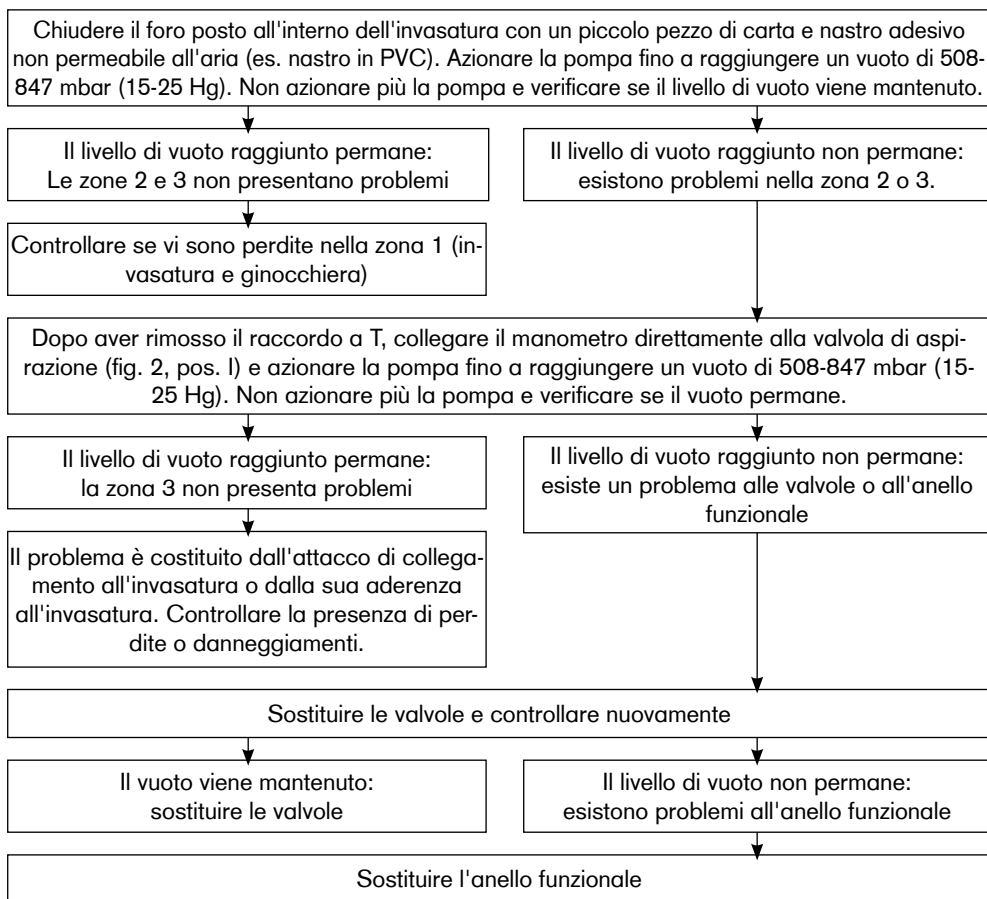 Chiudere il foro posto all'interno dell'invasatura con un piccolo pezzo di carta e nastro adesivo
non permeabile all'aria (es. nastro in PVC). Azionare la pompa fino a raggiungere un vuoto di 508-
847 mbar (15-25 Hg). Non azionare più la pompa e verificare se il livello di vuoto viene mantenuto.
Il livello di vuoto raggiunto permane:
Le zone 2 e 3 non presentano problemi
Il livello di vuoto raggiunto non permane:
esistono problemi nella zona 2 o 3.
Controllare se vi sono perdite nella zona 1 (in-
vasatura e ginocchiera)
Dopo aver rimosso il raccordo a T, collegare il manometro direttamente alla valvola di aspi-
razione (fig. 2, pos. I) e azionare la pompa fino a raggiungere un vuoto di 508-847 mbar (15-
25 Hg). Non azionare più la pompa e verificare se il vuoto permane.
Il livello di vuoto raggiunto permane:
la zona 3 non presenta problemi
Il livello di vuoto raggiunto non permane:
esiste un problema alle valvole o all'anello
funzionale
Il problema è costituito dall'attacco di collega-
mento all'invasatura o dalla sua aderenza
all'invasatura. Controllare la presenza di per-
dite o danneggiamenti.
Sostituire le valvole e controllare nuovamente
Il vuoto viene mantenuto:
sostituire le valvole
Il livello di vuoto non permane:
esistono problemi all'anello funzionale
Sostituire l'anello funzionale